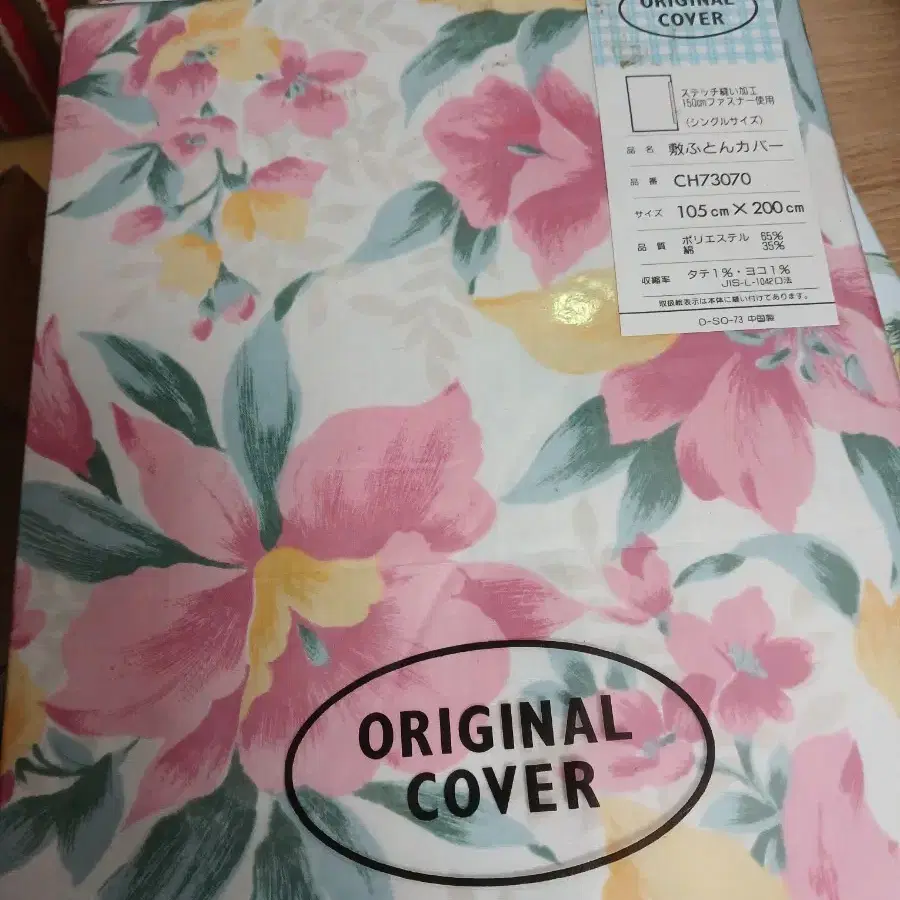 ORIGINAL
COVER
ステッチ縫い加工
150cmファスナー使用
(シングルサイズ)
品 名 敷ふとんカバー
品 番 CH73070
サイズ 105cm×200cm
品 質 ポリエステル 65%
綿 35%
収縮率 タテ1%・ヨコ1%
JIS-L-1042D法
取扱絵表示は本体に縫い付けてあります。
D-SO-73 中国製
ORIGINAL
COVER